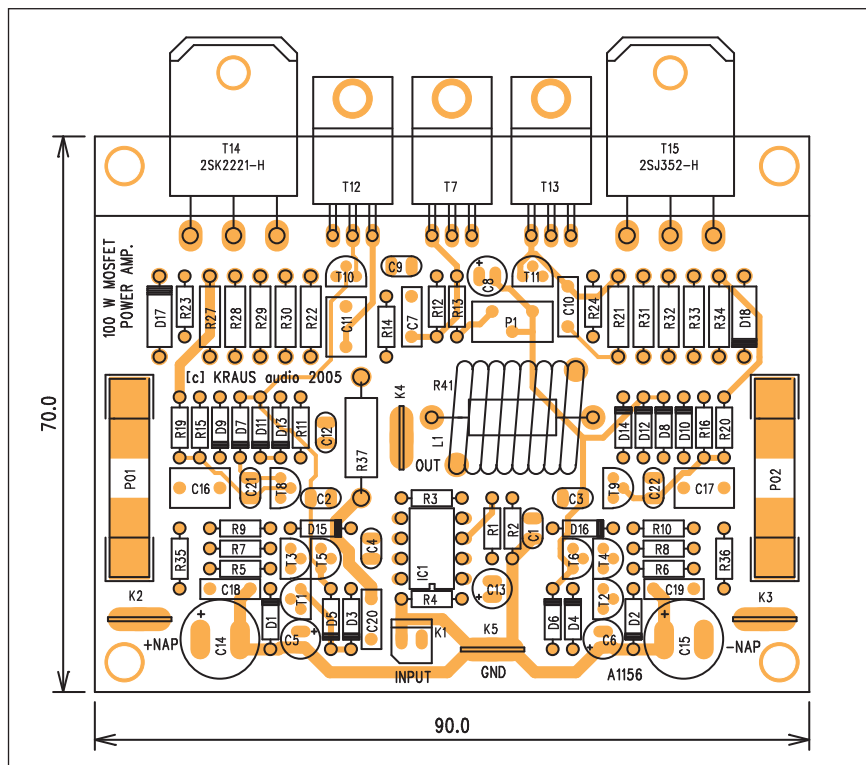 T14
2SK2221-H
T12
T7
T13
T15
2SJ352-H
100 W MOSFET
POWER AMP.
D17
R23
R27
R28
R29
R30
R22
T10
C11
C9
R14
C7
R12
R13
C8
P1
T11
C10
R24
R21
R31
R32
R33
R34
D18
[c] KRAUS audio 2005
R19
R15
D9
D7
D11
D13
R11
C12
R37
K4
OUT
R41
L1
D14
D12
D8
D10
R16
R20
PO1
C16
C21
T8
C2
R3
C3
T9
C22
C17
PO2
R35
R9
R7
R5
D15
T3
T5
C4
IC1
R1
R2
C1
D16
T6
T4
R10
R8
R6
R36
K2
C18
T1
R4
C13
T2
C19
K3
+NAP
+
C14
D1
C5
+
D5
D3
C20
K1
INPUT
K5
GND
D6
D4
C6
+
D2
C15
+
-NAP
A1156
70.0
90.0